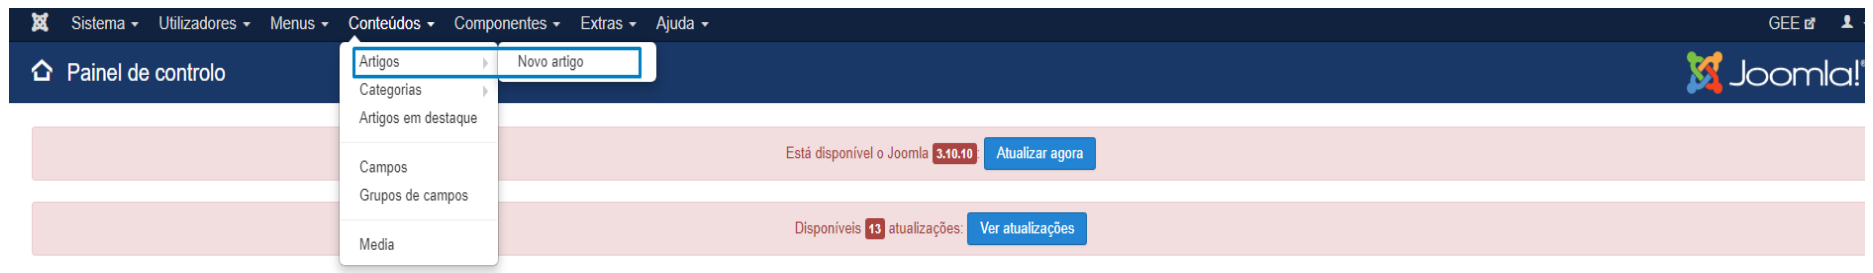 Sistema Utilizadores Menus Conteúdos Componentes Extras Ajuda GEE
Painel de controlo
Joomla!®
Artigos
Novo artigo
Categorias
Artigos em destaque
Campos
Grupos de campos
Media
Está disponível o Joomla 3.10.10: Atualizar agora
Disponíveis 13 atualizações: Ver atualizações